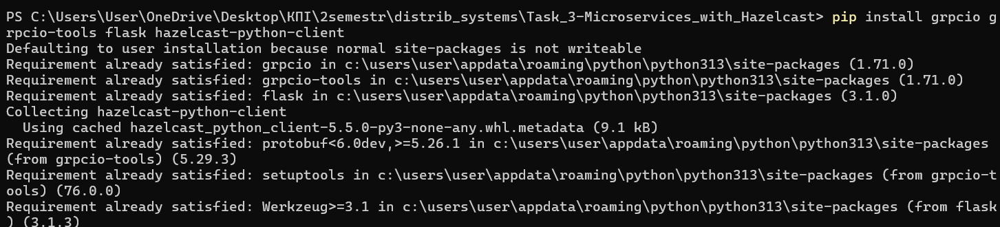 PS C:\Users\User\OneDrive\Desktop\КПІ\2semestr\distrib_systems\Task_3-Microservices_with_Hazelcast> pip install grpcio g
rpcio-tools flask hazelcast-python-client
Defaulting to user installation because normal site-packages is not writeable
Requirement already satisfied: grpcio in c:\users\user\appdata\roaming\python\python313\site-packages (1.71.0)
Requirement already satisfied: grpcio-tools in c:\users\user\appdata\roaming\python\python313\site-packages (1.71.0)
Requirement already satisfied: flask in c:\users\user\appdata\roaming\python\python313\site-packages (3.1.0)
Collecting hazelcast-python-client
  Using cached hazelcast_python_client-5.5.0-py3-none-any.whl.metadata (9.1 kB)
Requirement already satisfied: protobuf<6.0dev,>=5.26.1 in c:\users\user\appdata\roaming\python\python313\site-packages
(from grpcio-tools) (5.29.3)
Requirement already satisfied: setuptools in c:\users\user\appdata\roaming\python\python313\site-packages (from grpcio-t
ools) (76.0.0)
Requirement already satisfied: Werkzeug>=3.1 in c:\users\user\appdata\roaming\python\python313\site-packages (from flask
) (3.1.3)